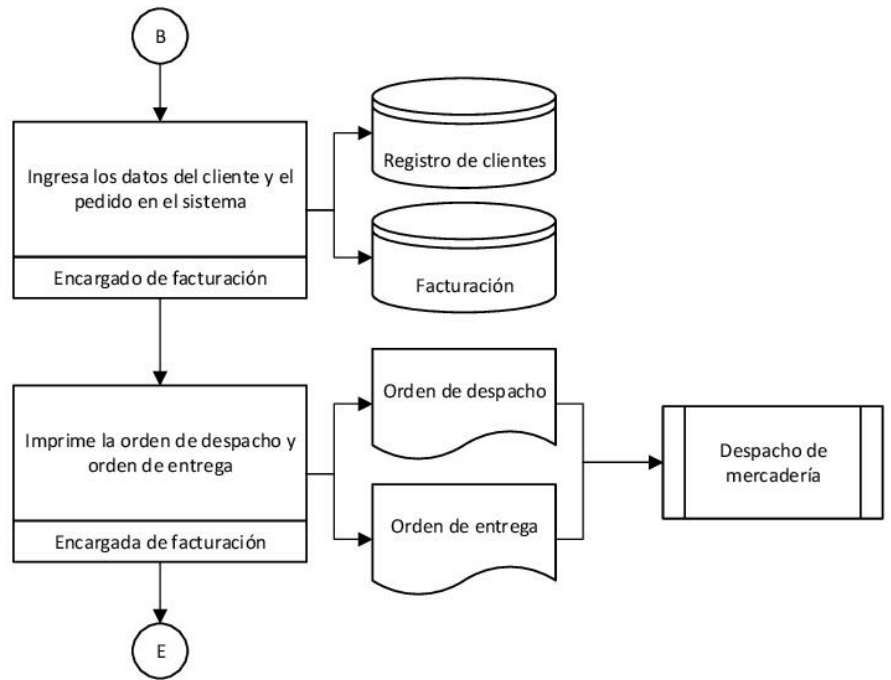 B
Ingresa los datos del cliente y el
pedido en el sistema
Encargado de facturación
Registro de clientes
Facturación
Imprime la orden de despacho y
orden de entrega
Encargada de facturación
Orden de despacho
Orden de entrega
Despacho de
mercadería
E